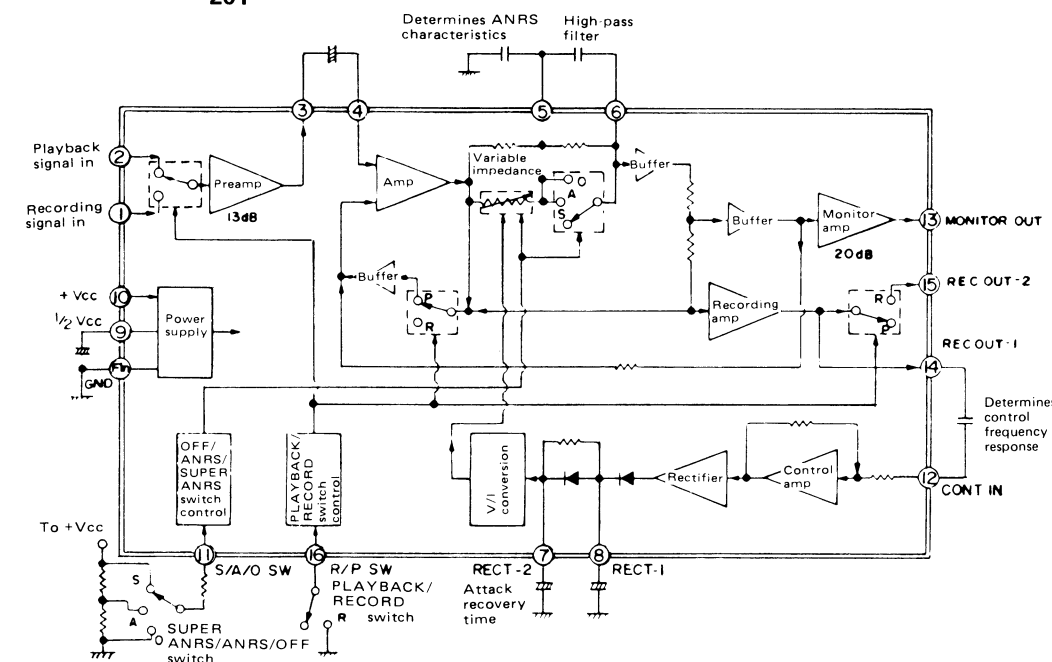 Determines ANRS
characteristics
High-pass
filter
3
4
5
6
Playback
signal in
2
Preamp
13dB
Amp
Variable
impedance
O
A
S
Buffer
Buffer
Monitor
amp
20dB
13
MONITOR OUT
Recording
signal in
1
+Vcc
10
1/2 Vcc
9
Power
supply
Fin
GND
Buffer
P
R
Recording
amp
R
P
15
REC OUT-2
REC OUT-1
14
Determines
control
frequency
response
OFF/
ANRS/
SUPER
ANRS
switch
control
PLAYBACK/
RECORD
switch
control
V/I
conversion
Rectifier
Control
amp
12
CONT IN
To +Vcc
11
S/A/O SW
16
R/P SW
7
RECT-2
8
RECT-1
S
A
O
SUPER
ANRS/ANRS/OFF
switch
PLAYBACK/
RECORD
R switch
Attack
recovery
time